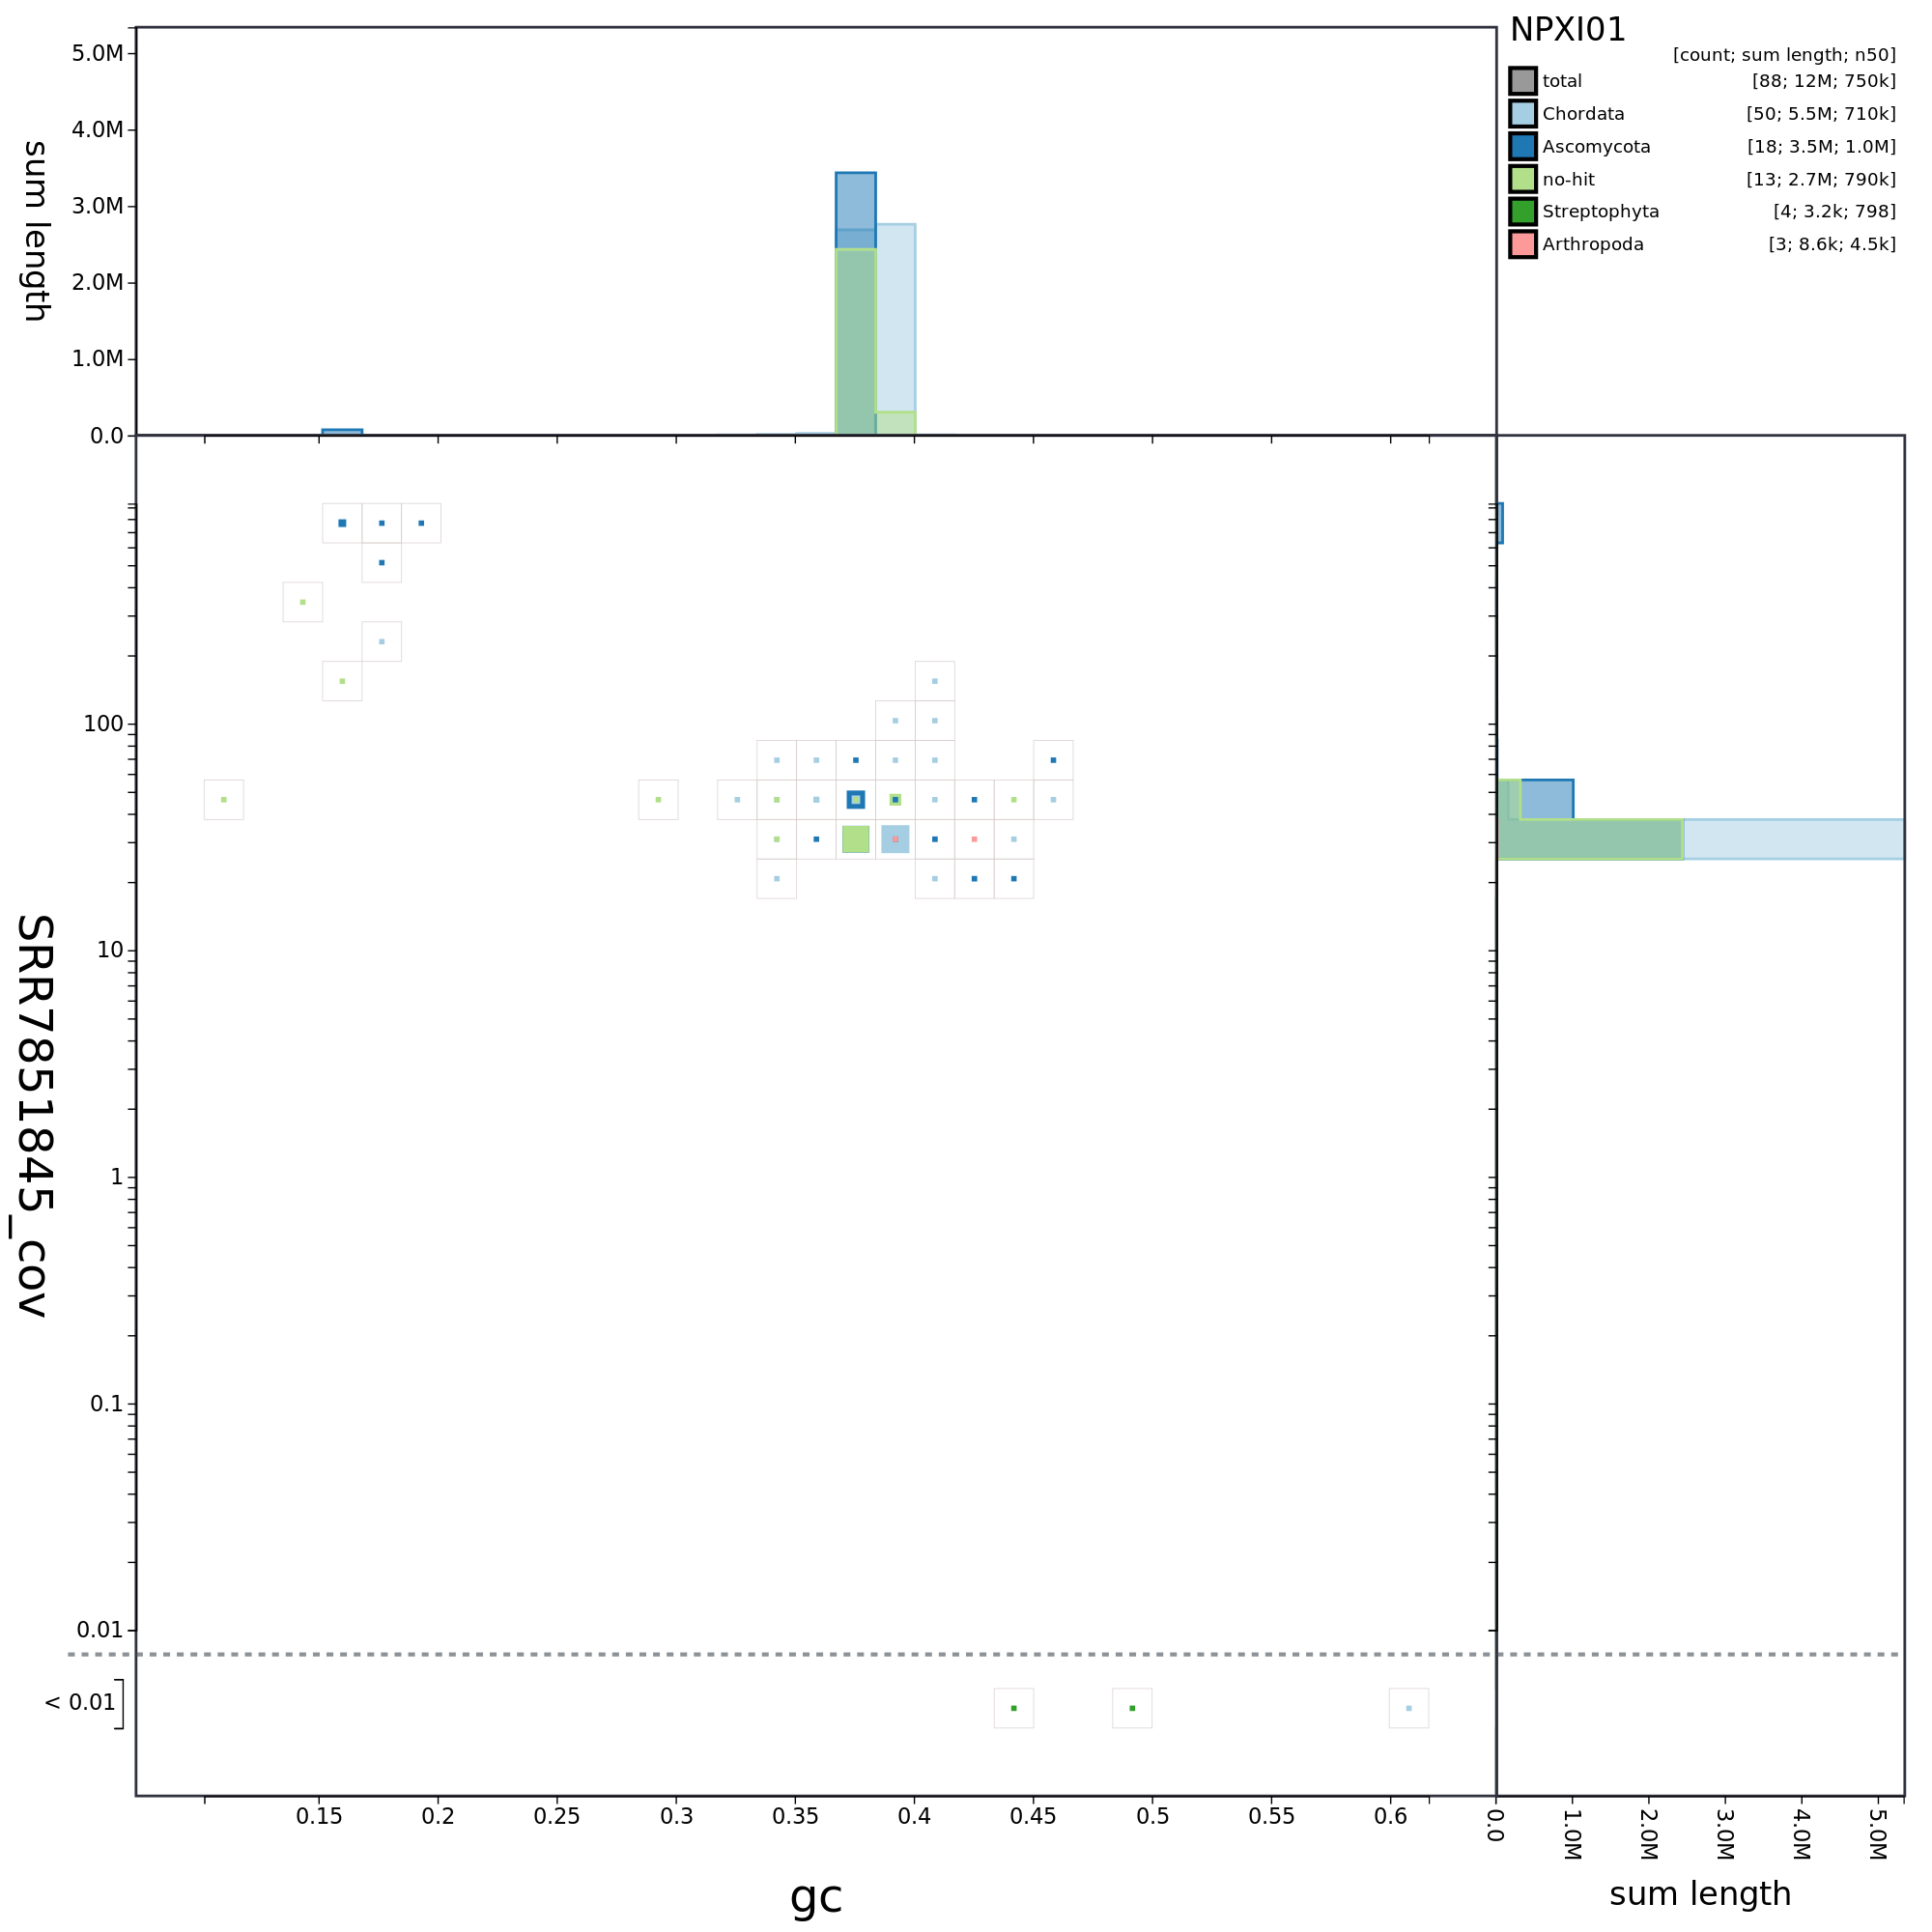 NPXI01
[count; sum length; n50]
total [88; 12M; 750k]
Chordata [50; 5.5M; 710k]
Ascomycota [18; 3.5M; 1.0M]
no-hit [13; 2.7M; 790k]
Streptophyta [4; 3.2k; 798]
Arthropoda [3; 8.6k; 4.5k]
sum length
5.0M
4.0M
3.0M
2.0M
1.0M
0.0
SRR7851845_cov
100
10
1
0.1
0.01
< 0.01
0.15 0.2 0.25 0.3 0.35 0.4 0.45 0.5 0.55 0.6
gc
0.0 1.0M 2.0M 3.0M 4.0M 5.0M
sum length